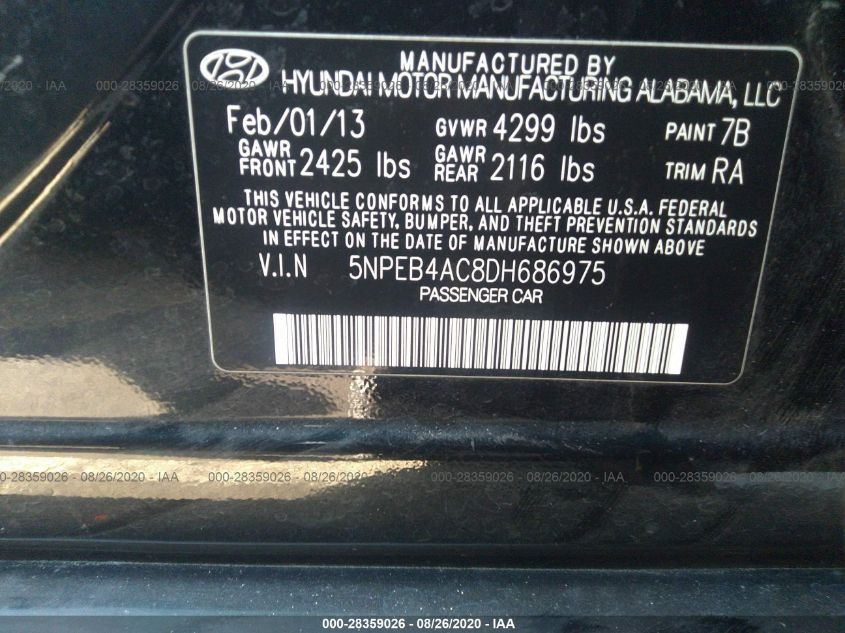 MANUFACTURED BY
HYUNDAI MOTOR MANUFACTURING ALABAMA, LLC
Feb/01/13 GVWR 4299 lbs PAINT 7B
GAWR FRONT 2425 lbs GAWR REAR 2116 lbs TRIM RA
THIS VEHICLE CONFORMS TO ALL APPLICABLE U.S.A. FEDERAL
MOTOR VEHICLE SAFETY, BUMPER, AND THEFT PREVENTION STANDARDS
IN EFFECT ON THE DATE OF MANUFACTURE SHOWN ABOVE
V.I.N 5NPEB4AC8DH686975
PASSENGER CAR
000-28359026 - 08/26/2020 - IAA